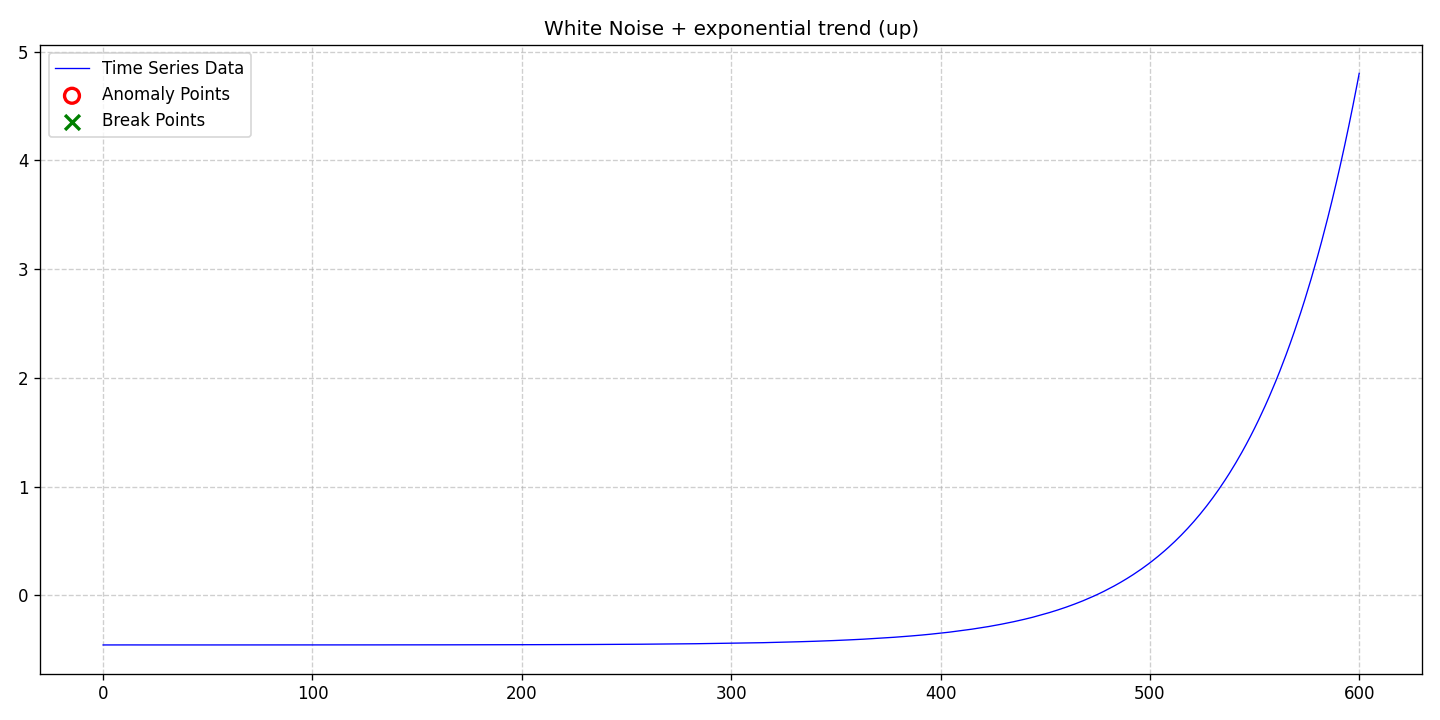 White Noise + exponential trend (up)
5
4
3
2
1
0
Time Series Data
Anomaly Points
Break Points
0 100 200 300 400 500 600